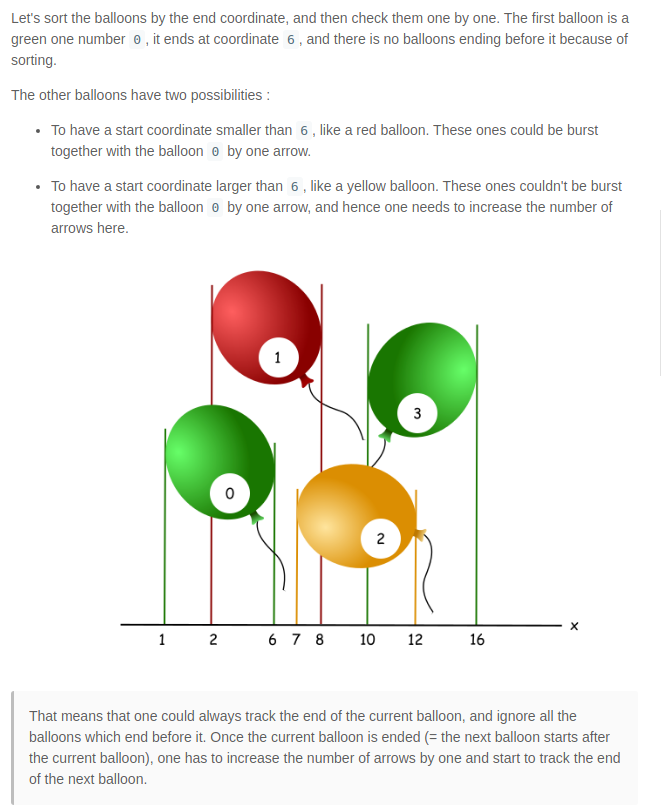 Let's sort the balloons by the end coordinate, and then check them one by one. The first balloon is a
green one number 0, it ends at coordinate 6, and there is no balloons ending before it because of
sorting.
The other balloons have two possibilities :
• To have a start coordinate smaller than 6, like a red balloon. These ones could be burst
together with the balloon 0 by one arrow.
• To have a start coordinate larger than 6, like a yellow balloon. These ones couldn't be burst
together with the balloon 0 by one arrow, and hence one needs to increase the number of
arrows here.
1
3
0
2
1 2 6 7 8 10 12 16 x
That means that one could always track the end of the current balloon, and ignore all the
balloons which end before it. Once the current balloon is ended (= the next balloon starts after
the current balloon), one has to increase the number of arrows by one and start to track the end
of the next balloon.